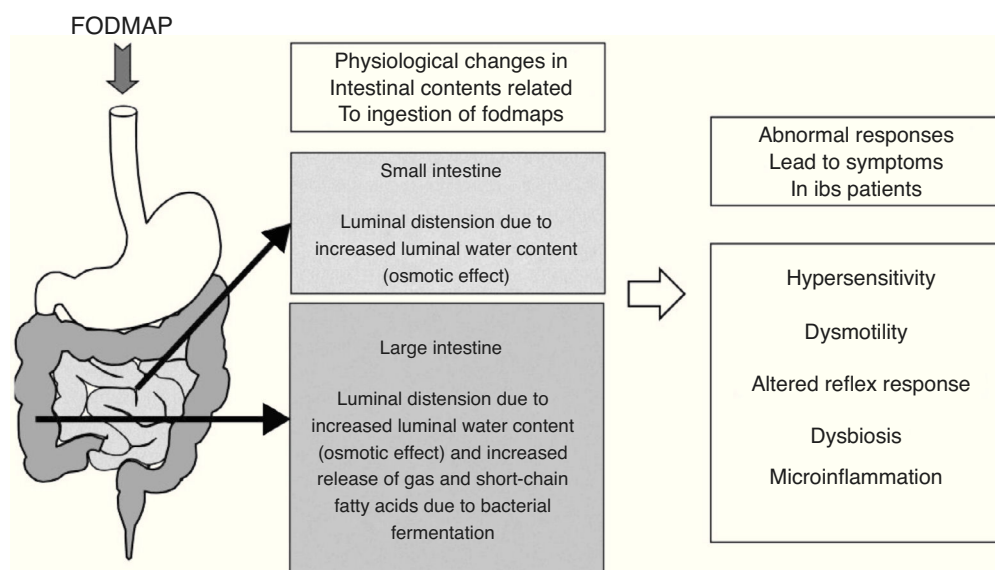 FODMAP
Physiological changes in
Intestinal contents related
To ingestion of fodmaps
Small intestine
Luminal distension due to
increased luminal water content
(osmotic effect)
Large intestine
Luminal distension due to
increased luminal water content
(osmotic effect) and increased
release of gas and short-chain
fatty acids due to bacterial
fermentation
Abnormal responses
Lead to symptoms
In ibs patients
Hypersensitivity
Dysmotility
Altered reflex response
Dysbiosis
Microinflammation